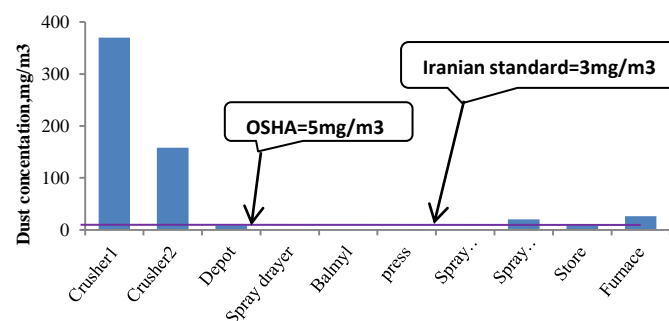 Dust concentation,mg/m3
400
300
200
100
0
Iranian standard=3mg/m3
OSHA=5mg/m3
Crusher1
Crusher2
Depot
Spray drayer
Balmyl
press
Spray..
Spray..
Store
Furnace